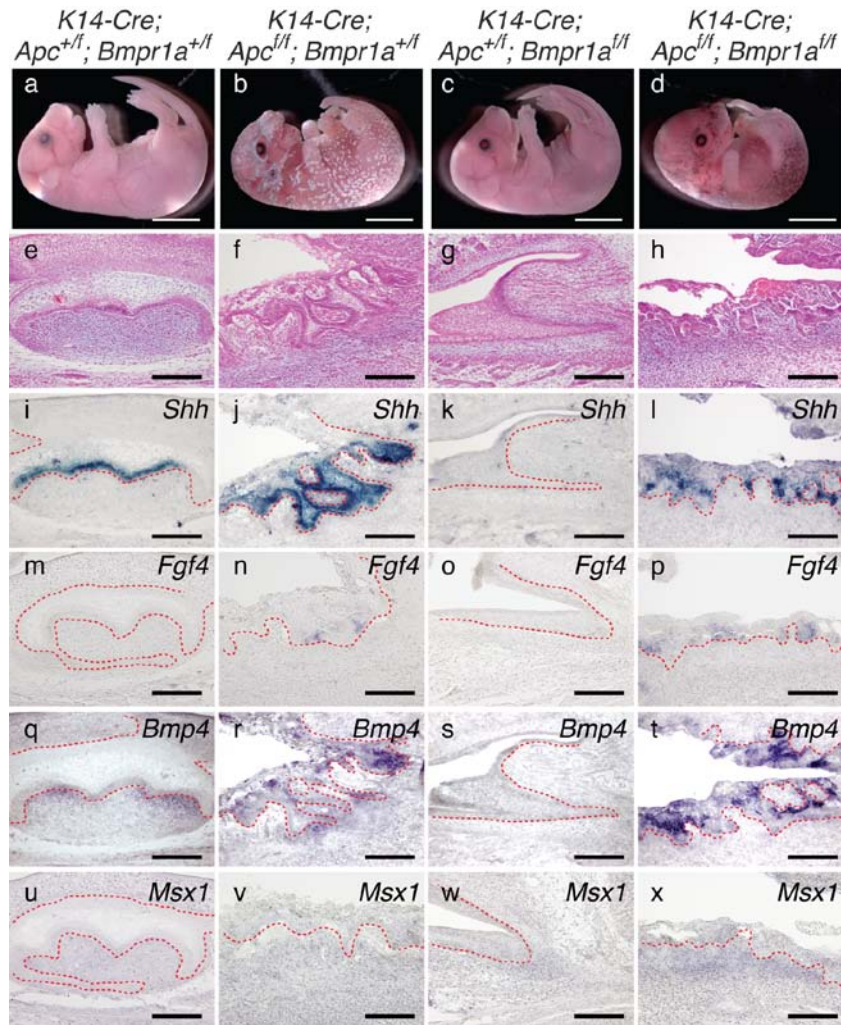 K14-Cre; K14-Cre; K14-Cre; K14-Cre;
Apc+/f; Bmpr1a+/f Apcf/f; Bmpr1a+/f Apc+/f; Bmpr1af/f Apcf/f; Bmpr1af/f
a b c d
e f g h
i Shh j Shh k Shh l Shh
m Fgf4 n Fgf4 o Fgf4 p Fgf4
q Bmp4 r Bmp4 s Bmp4 t Bmp4
u Msx1 v Msx1 w Msx1 x Msx1